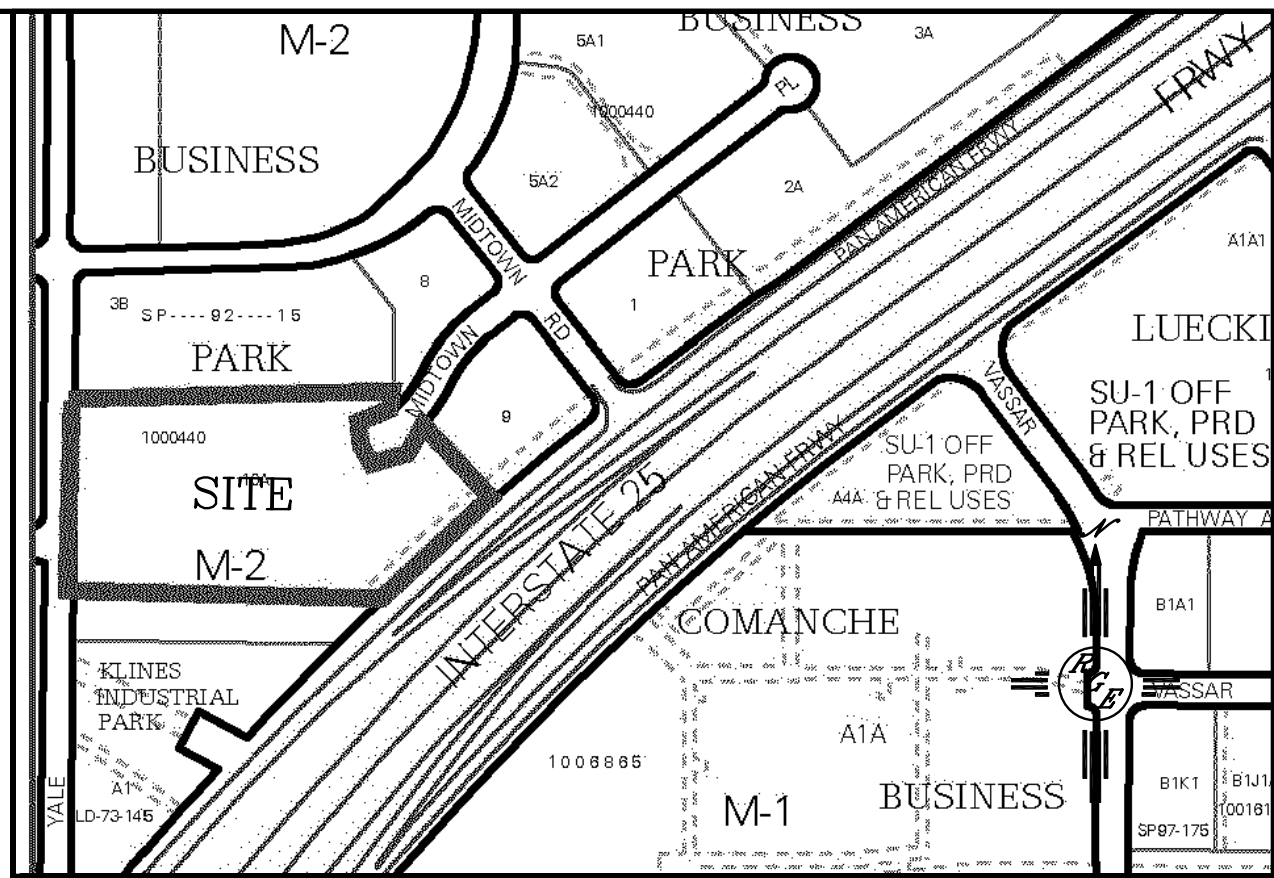 M-2
BUSINESS
5A1
3A
PL
FRWY
1000440
BUSINESS
5A2
2A
PAN AMERICAN FRWY
MIDTOWN
RD
PARK
A1A1
8
1
3B
SP----92----15
LUECKI
PARK
MIDTOWN
VASSAR
SU-1 OFF
PARK, PRD
& REL USES
9
1000440
SU-1 OFF
PARK, PRD
& REL USES
A4A
SITE
INTERSTATE 25
PAN AMERICAN FRWY
PATHWAY A
N
M-2
B1A1
COMANCHE
KLINES
INDUSTRIAL
PARK
RGE
VASSAR
A1A
1006865
A1
LD-73-145
YALE
M-1
BUSINESS
B1K1
B1J1
100161
SP97-175